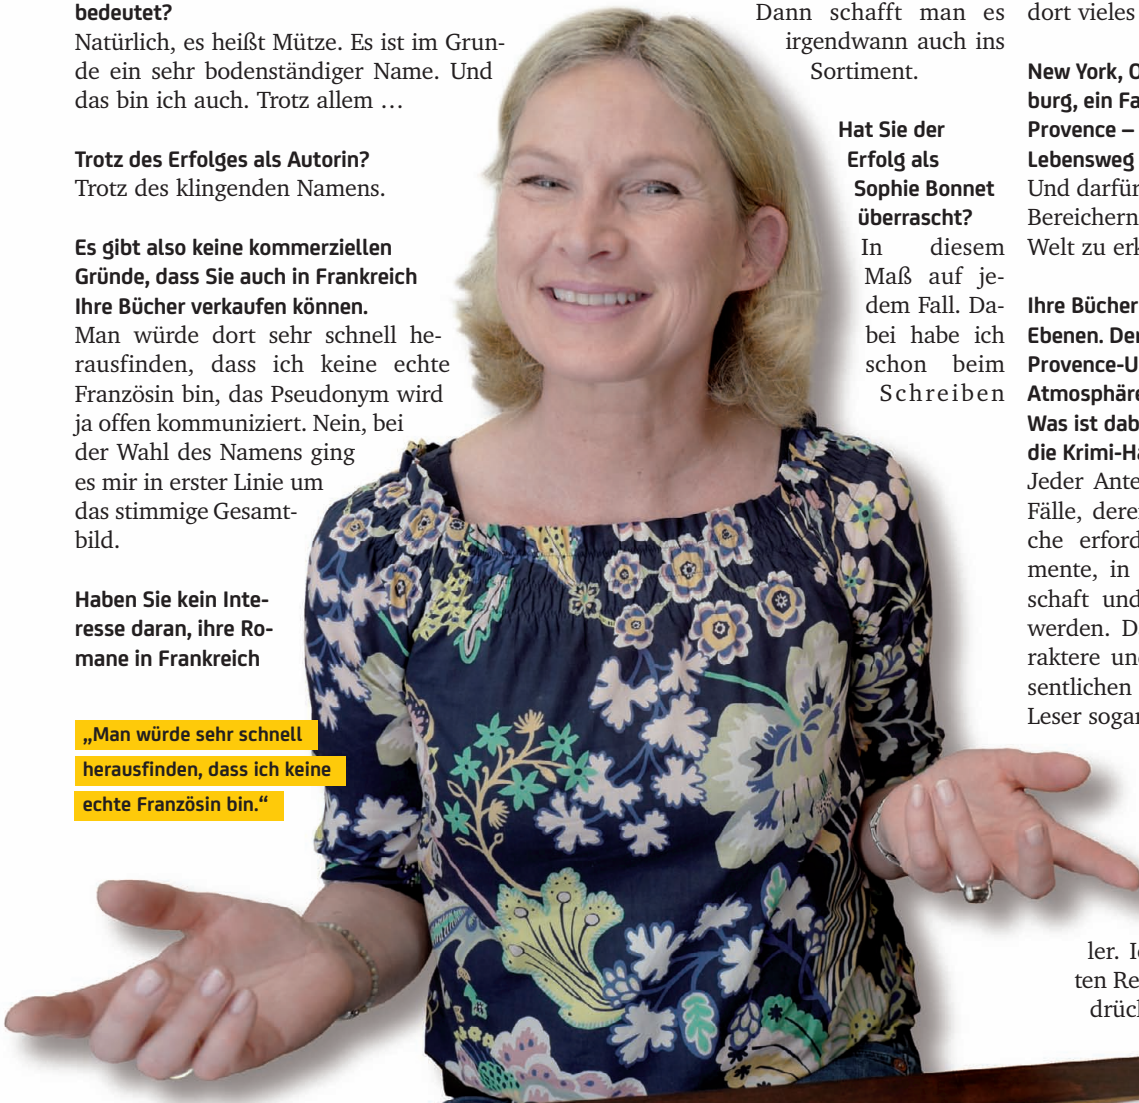 bedeutet?
Natürlich, es heißt Mütze. Es ist im Grun-
de ein sehr bodenständiger Name. Und
das bin ich auch. Trotz allem …
Trotz des Erfolges als Autorin?
Trotz des klingenden Namens.
Es gibt also keine kommerziellen
Gründe, dass Sie auch in Frankreich
Ihre Bücher verkaufen können.
Man würde dort sehr schnell he-
rausfinden, dass ich keine echte
Französin bin, das Pseudonym wird
ja offen kommuniziert. Nein, bei
der Wahl des Namens ging
es mir in erster Linie um
das stimmige Gesamt-
bild.
Haben Sie kein Inte-
resse daran, ihre Ro-
mane in Frankreich
„Man würde sehr schnell
herausfinden, dass ich keine
echte Französin bin.“
Dann schafft man es
irgendwann auch ins
Sortiment.
Hat Sie der
Erfolg als
Sophie Bonnet
überrascht?
In diesem
Maß auf je-
dem Fall. Da-
bei habe ich
schon beim
Schreiben
dort vieles
New York,
burg, ein
Provence –
Lebensweg
Und darfür
Bereichern
Welt zu
Ihre Bücher
Ebenen.
Provence-U
Atmosphäre
Was ist
die Krimi-Ha
Jeder
Fälle,
che
mente, in
schaft und
werden.
raktere
sentlichen
Leser
ler.
ten